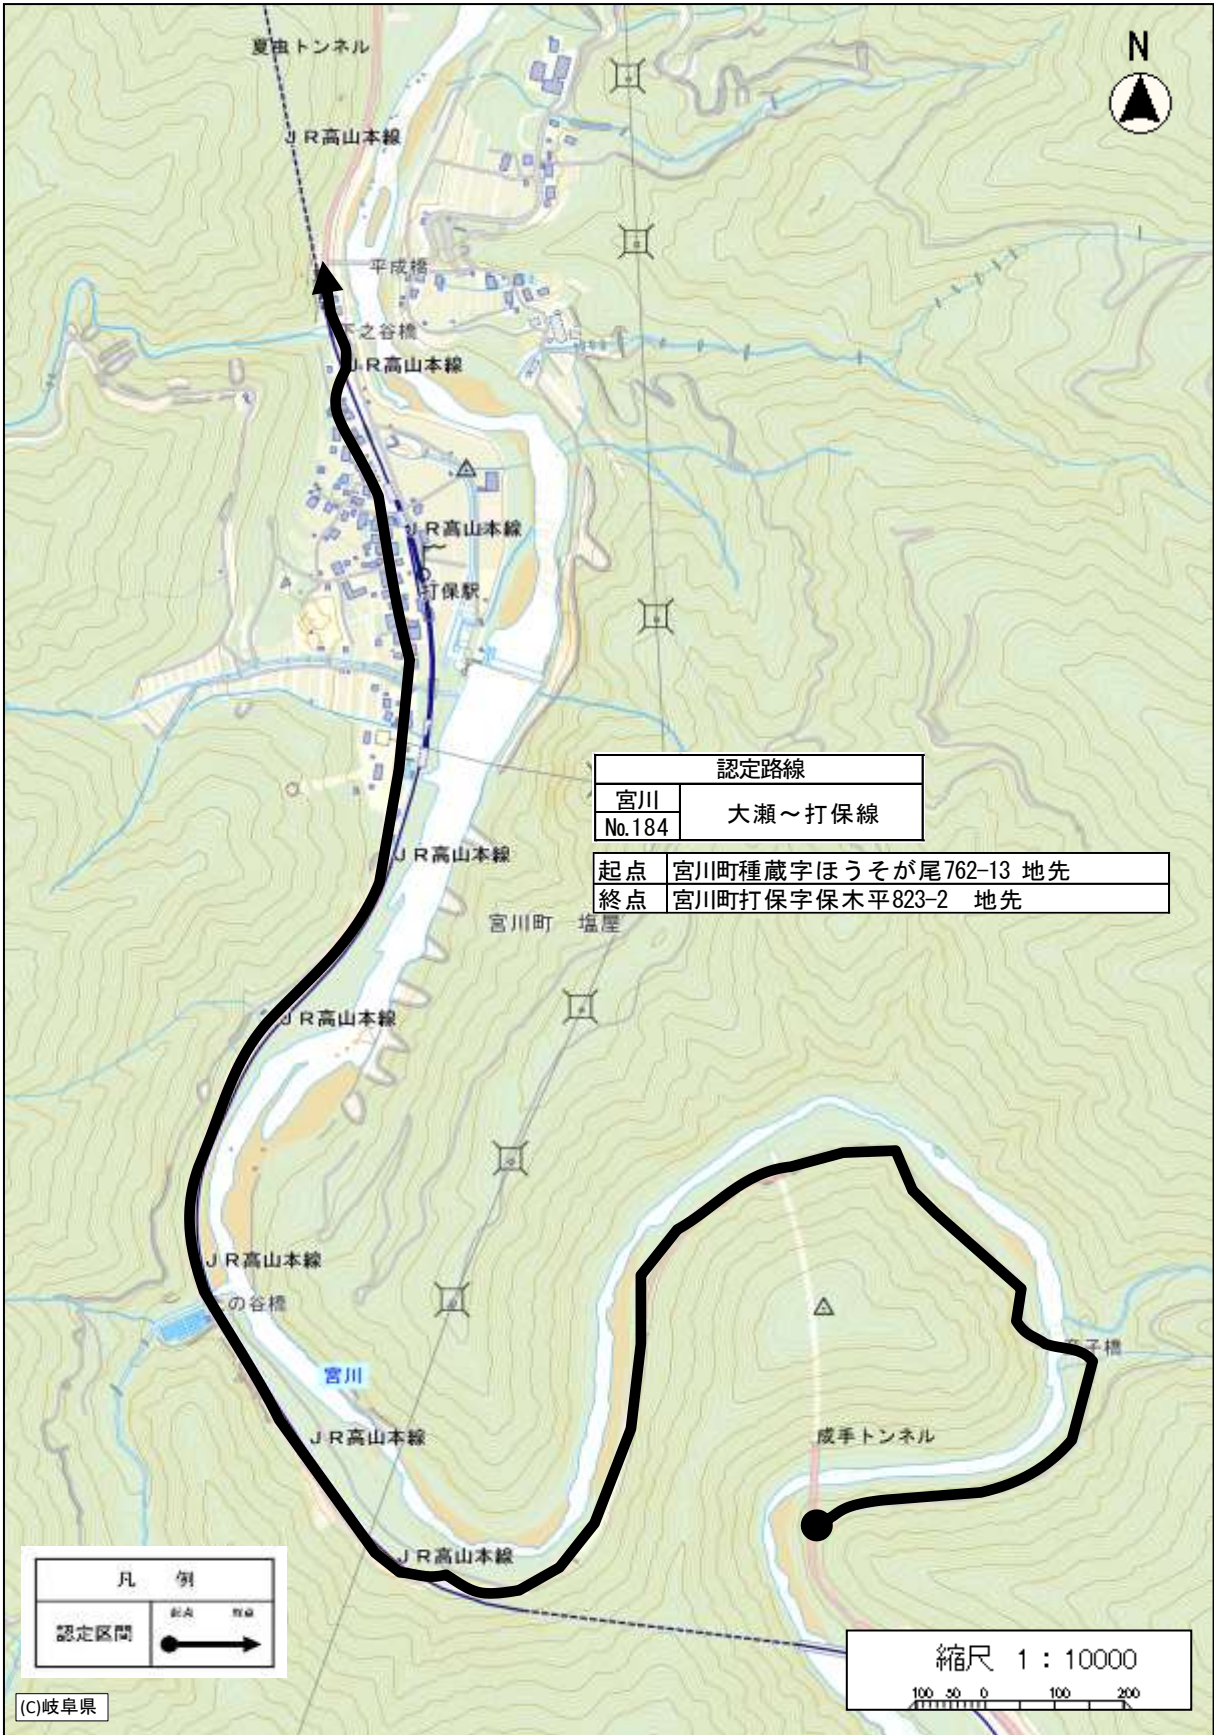 夏虫トンネル
N
JR高山本線
平成橋
下之谷橋
JR高山本線
JR高山本線
打保駅
認定路線
宮川
No.184
大瀬～打保線
起点 宮川町種蔵字ほうそが尾762-13 地先
終点 宮川町打保字保木平823-2 地先
JR高山本線
宮川町 塩屋
JR高山本線
JR高山本線
の谷橋
子橋
宮川
JR高山本線
成手トンネル
JR高山本線
凡 例
認定区間
起点 終点
縮尺 1:10000
100 50 0 100 200
(C)岐阜県